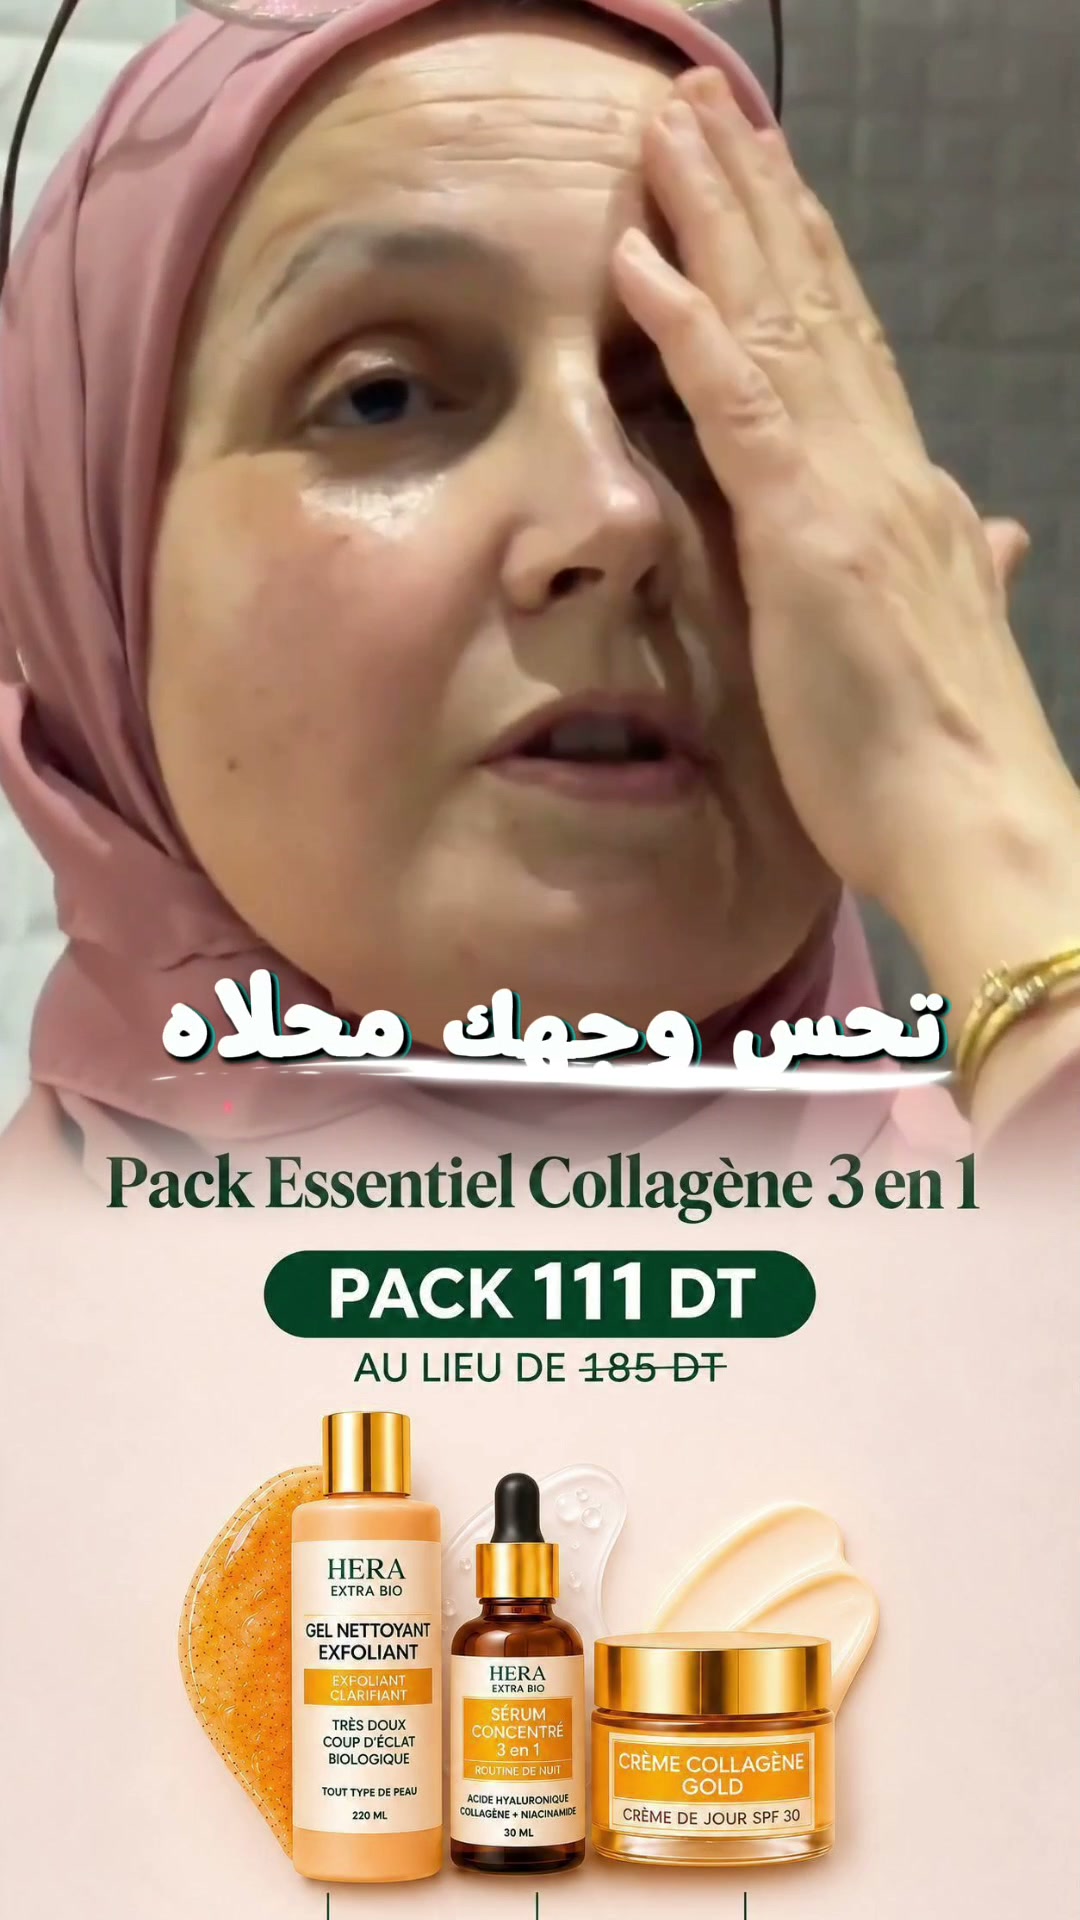 تحس وجهك محلاه
Pack Essentiel Collagène 3 en 1
PACK 111 DT
AU LIEU DE 185 DT
HERA
EXTRA BIO
GEL NETTOYANT
EXFOLIANT
EXFOLIANT
CLARIFIANT
TRÈS DOUX
COUP D'ÉCLAT
BIOLOGIQUE
TOUT TYPE DE PEAU
220 ML
HERA
EXTRA BIO
SÉRUM
CONCENTRÉ
3 en 1
ROUTINE DE NUIT
ACIDE HYALURONIQUE
COLLAGÈNE + NIACINAMIDE
30 ML
CRÈME COLLAGÈNE
GOLD
CRÈME DE JOUR SPF 30